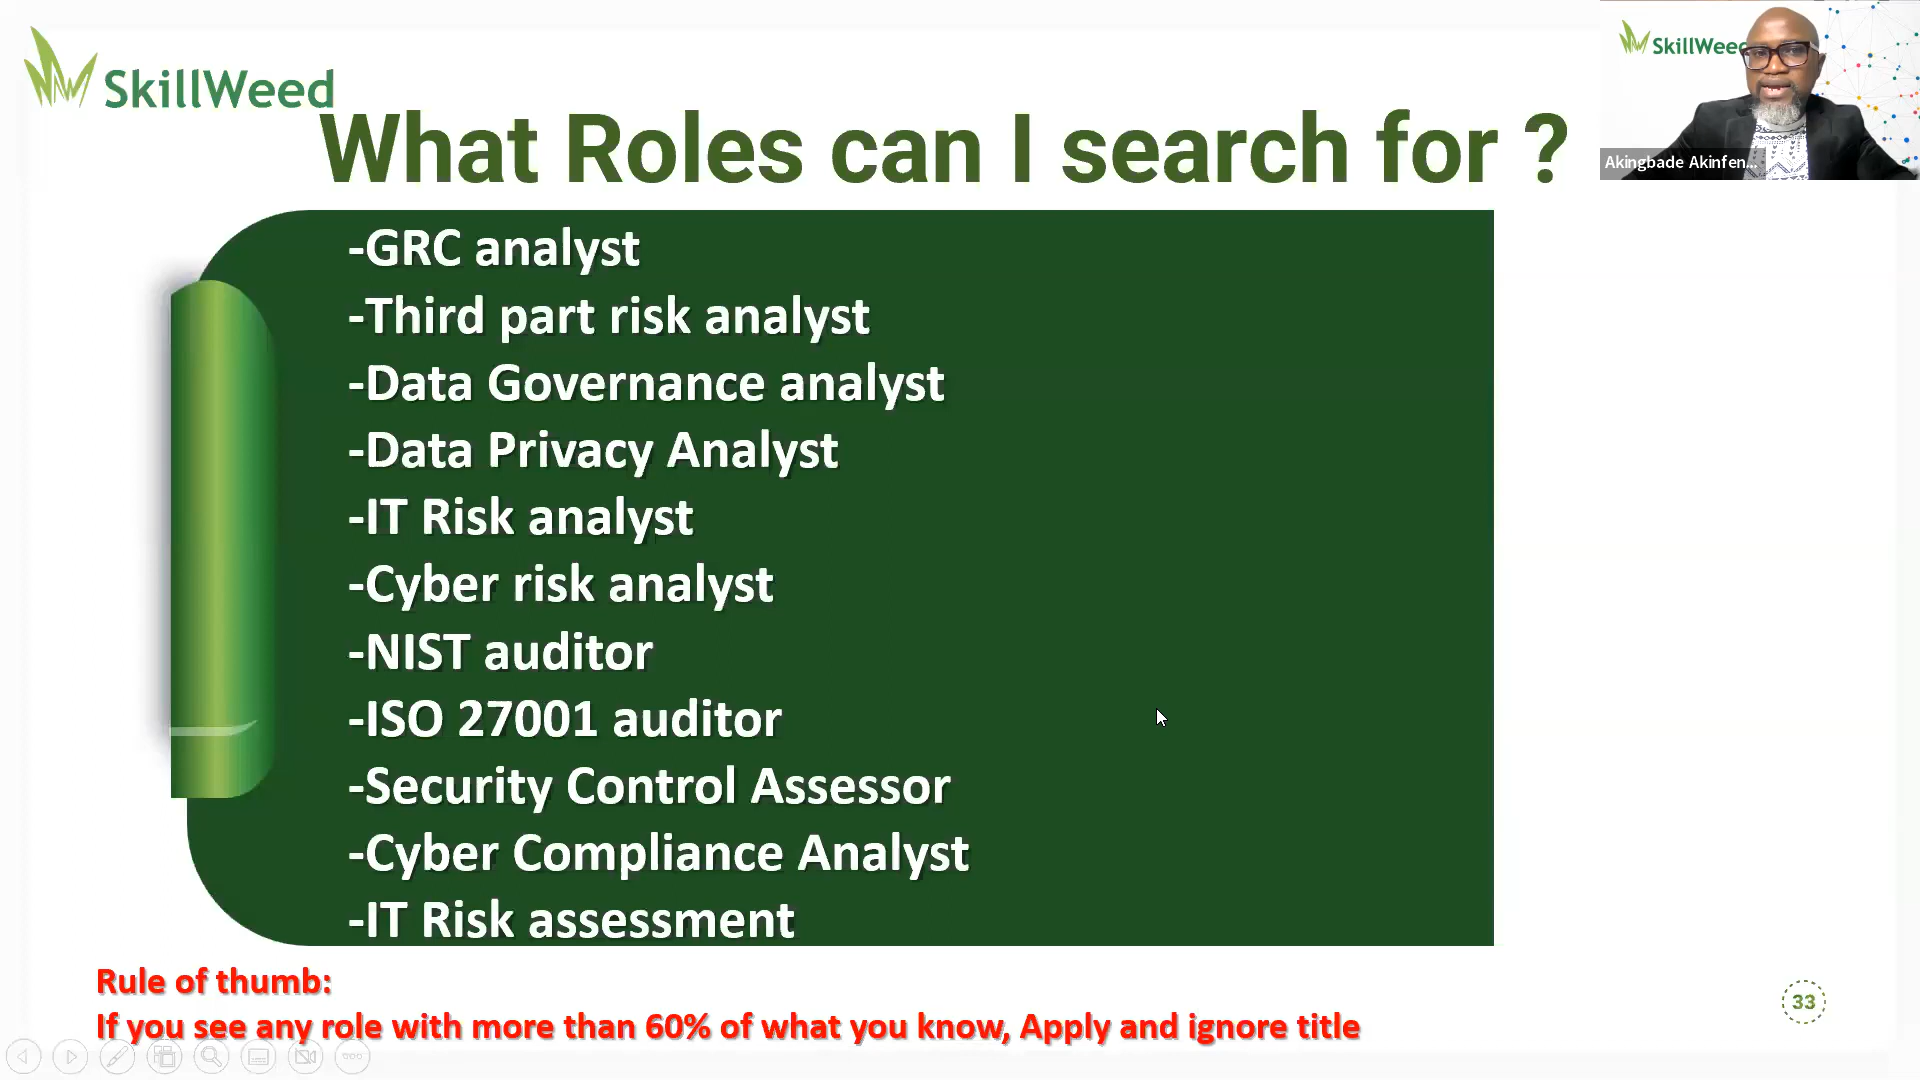 SkillWeed
What Roles can I search for ?
-GRC analyst
-Third part risk analyst
-Data Governance analyst
-Data Privacy Analyst
-IT Risk analyst
-Cyber risk analyst
-NIST auditor
-ISO 27001 auditor
-Security Control Assessor
-Cyber Compliance Analyst
-IT Risk assessment
Rule of thumb:
If you see any role with more than 60% of what you know, Apply and ignore title
33
SkillWeed
Akingbade Akinfen...